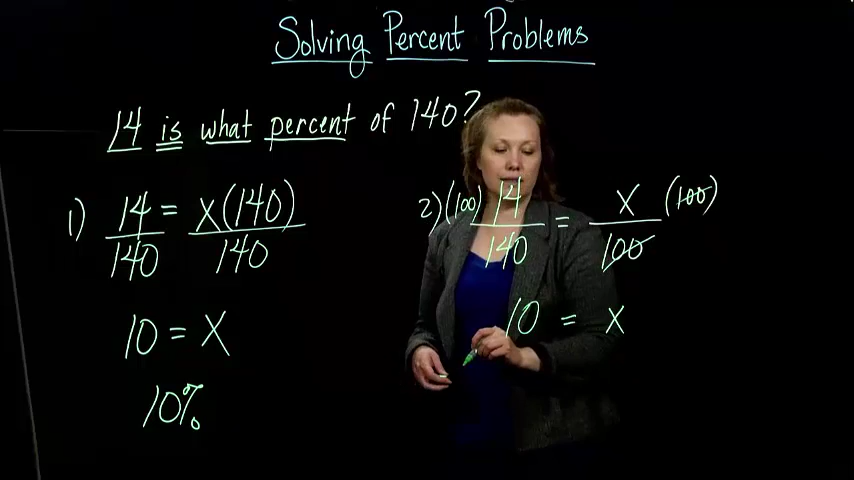 Solving Percent Problems
14 is what percent of 140?
1) 14 = X(140)
140 140
10 = X
10%
2) (100) 14 = X (100)
140 100
10 = X